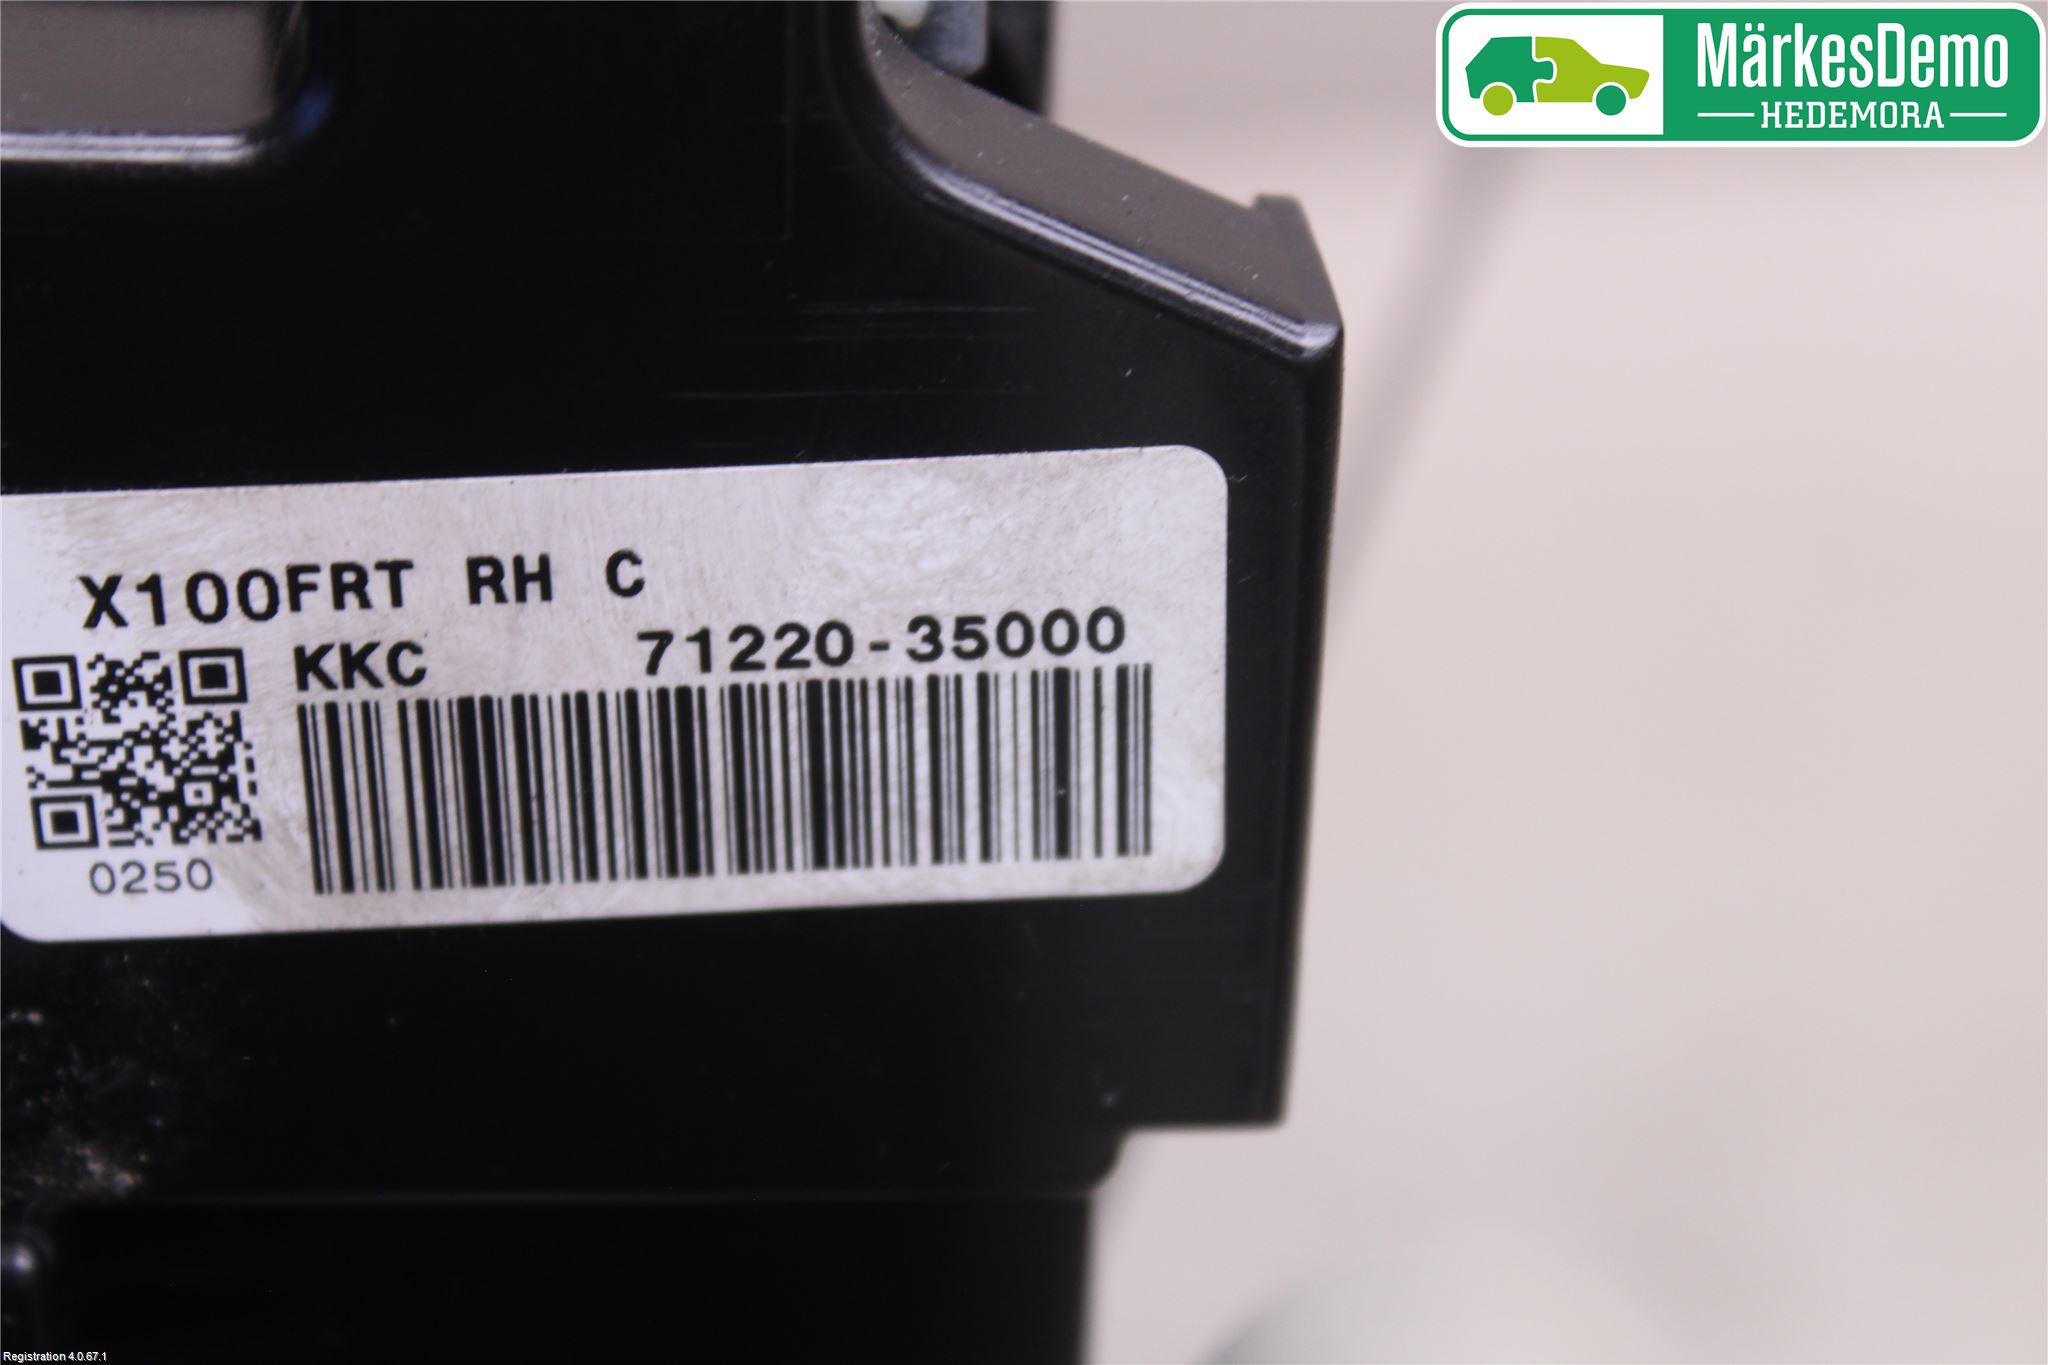 MärkesDemo
HEDEMORA
X100FRT RH C
KKC 71220-35000
0250
Registration 4.0.67.1